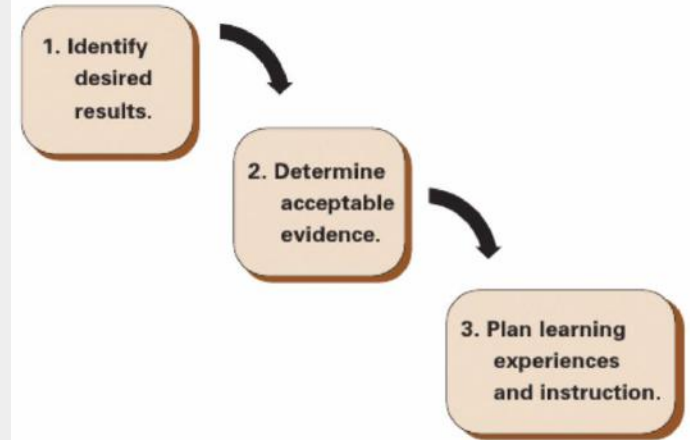 1. Identify
desired
results.
2. Determine
acceptable
evidence.
3. Plan learning
experiences
and instruction.